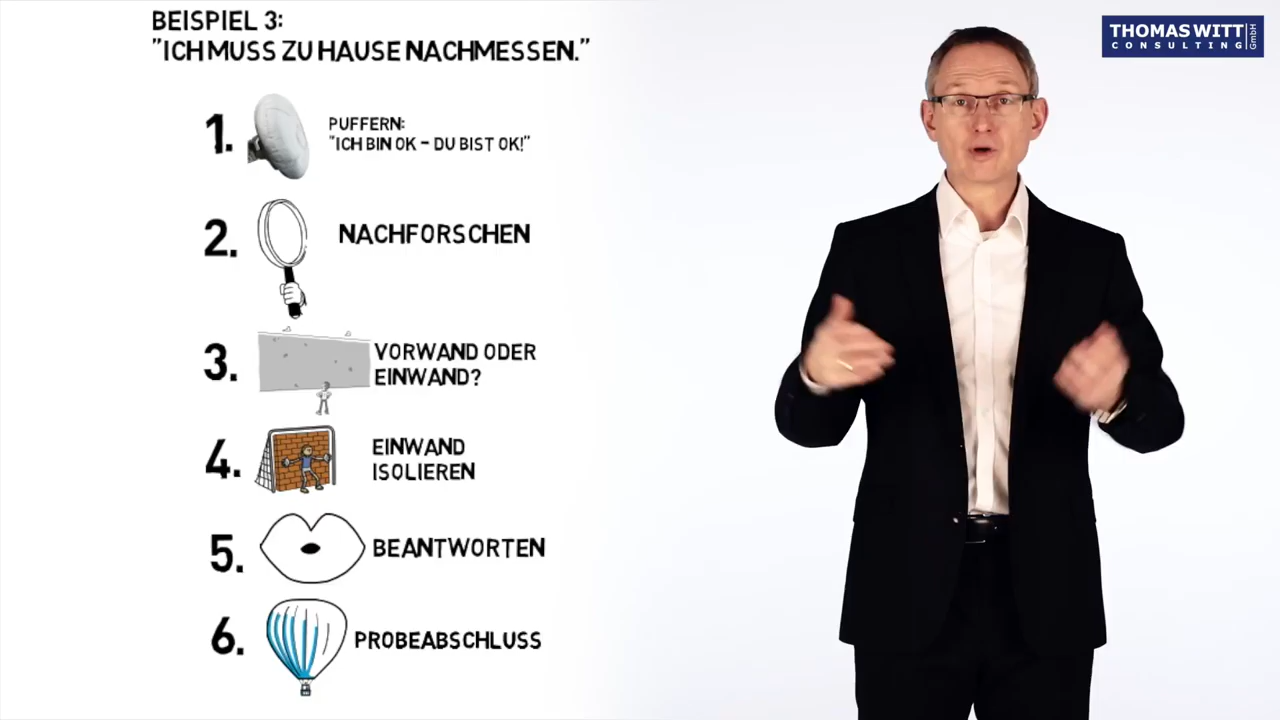 BEISPIEL 3:
"ICH MUSS ZU HAUSE NACHMESSEN."
1. PUFFERN:
"ICH BIN OK - DU BIST OK!"
2. NACHFORSCHEN
3. VORWAND ODER
EINWAND?
4. EINWAND
ISOLIEREN
5. BEANTWORTEN
6. PROBEABSCHLUSS
THOMAS WITT
CONSULTING GmbH